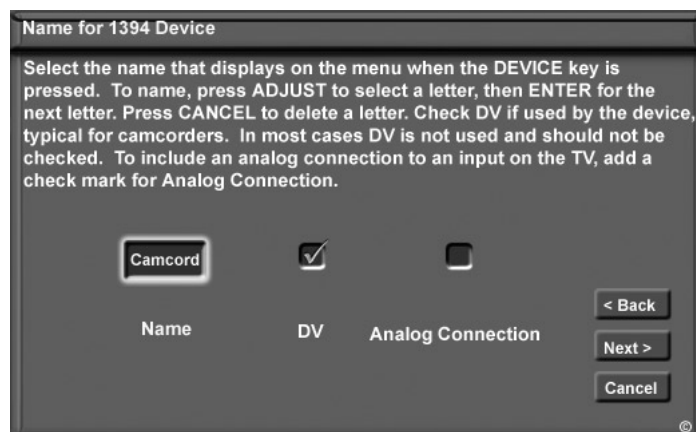 Name for 1394 Device
Select the name that displays on the menu when the DEVICE key is
pressed.  To name, press ADJUST to select a letter, then ENTER for the
next letter. Press CANCEL to delete a letter. Check DV if used by the device,
typical for camcorders.  In most cases DV is not used and should not be
checked.  To include an analog connection to an input on the TV, add a
check mark for Analog Connection.
Camcord
Name DV Analog Connection
< Back
Next >
Cancel
©